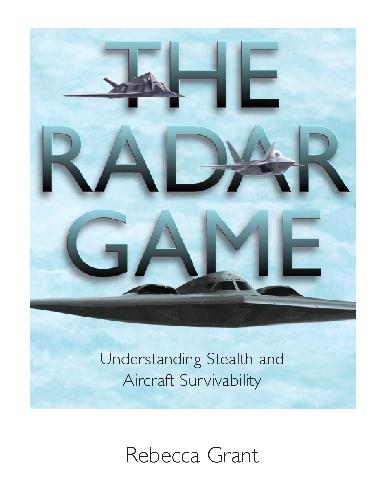 THE
RADAR
GAME
Understanding Stealth and
Aircraft Survivability
Rebecca Grant